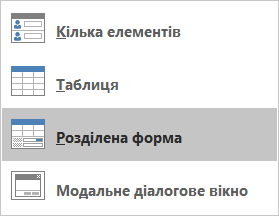 Кілька елементів
Таблиця
Розділена форма
Модальне діалогове вікно